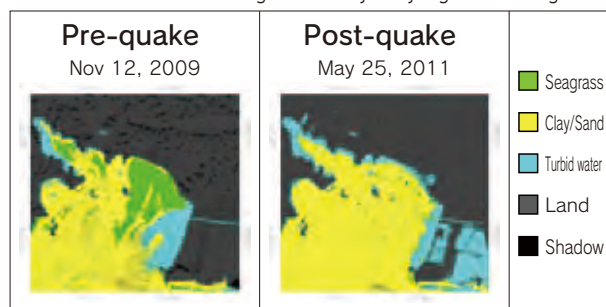 Pre-quake
Nov 12, 2009
Post-quake
May 25, 2011
Seagrass
Clay/Sand
Turbid water
Land
Shadow